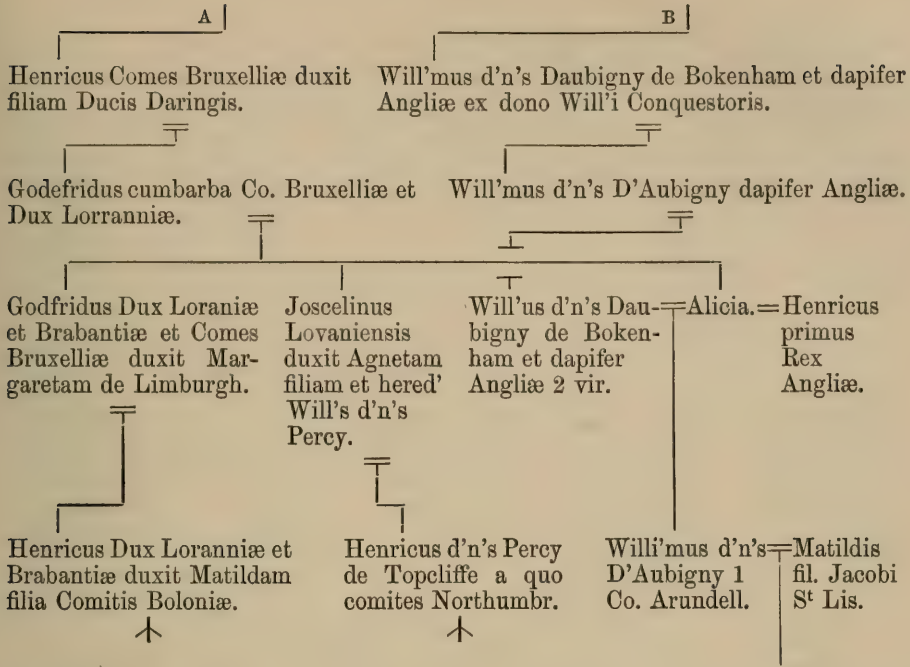 A
B
Henricus Comes Bruxelliæ duxit
filiam Ducis Daringis.
Will'mus d'n's Daubigny de Bokenham et dapifer
Angliæ ex dono Will'i Conquestoris.
Godefridus cumbarba Co. Bruxelliæ et
Dux Lorranniæ.
Will'mus d'n's D'Aubigny dapifer Angliæ.
Godfridus Dux Loraniæ
et Brabantiæ et Comes
Bruxelliæ duxit Mar-
garetam de Limburgh.
Joscelinus
Lovaniensis
duxit Agnetam
filiam et hered'
Will's d'n's
Percy.
Will'us d'n's Dau-
bigny de Boken-
ham et dapifer
Angliæ 2 vir.
Alicia.
Henricus
primus
Rex
Angliæ.
Henricus Dux Loranniæ et
Brabantiæ duxit Matildam
filia Comitis Boloniæ.
Henricus d'n's Percy
de Topcliffe a quo
comites Northumbr.
Willi'mus d'n's
D'Aubigny 1
Co. Arundell.
Matildis
fil. Jacobi
St Lis.